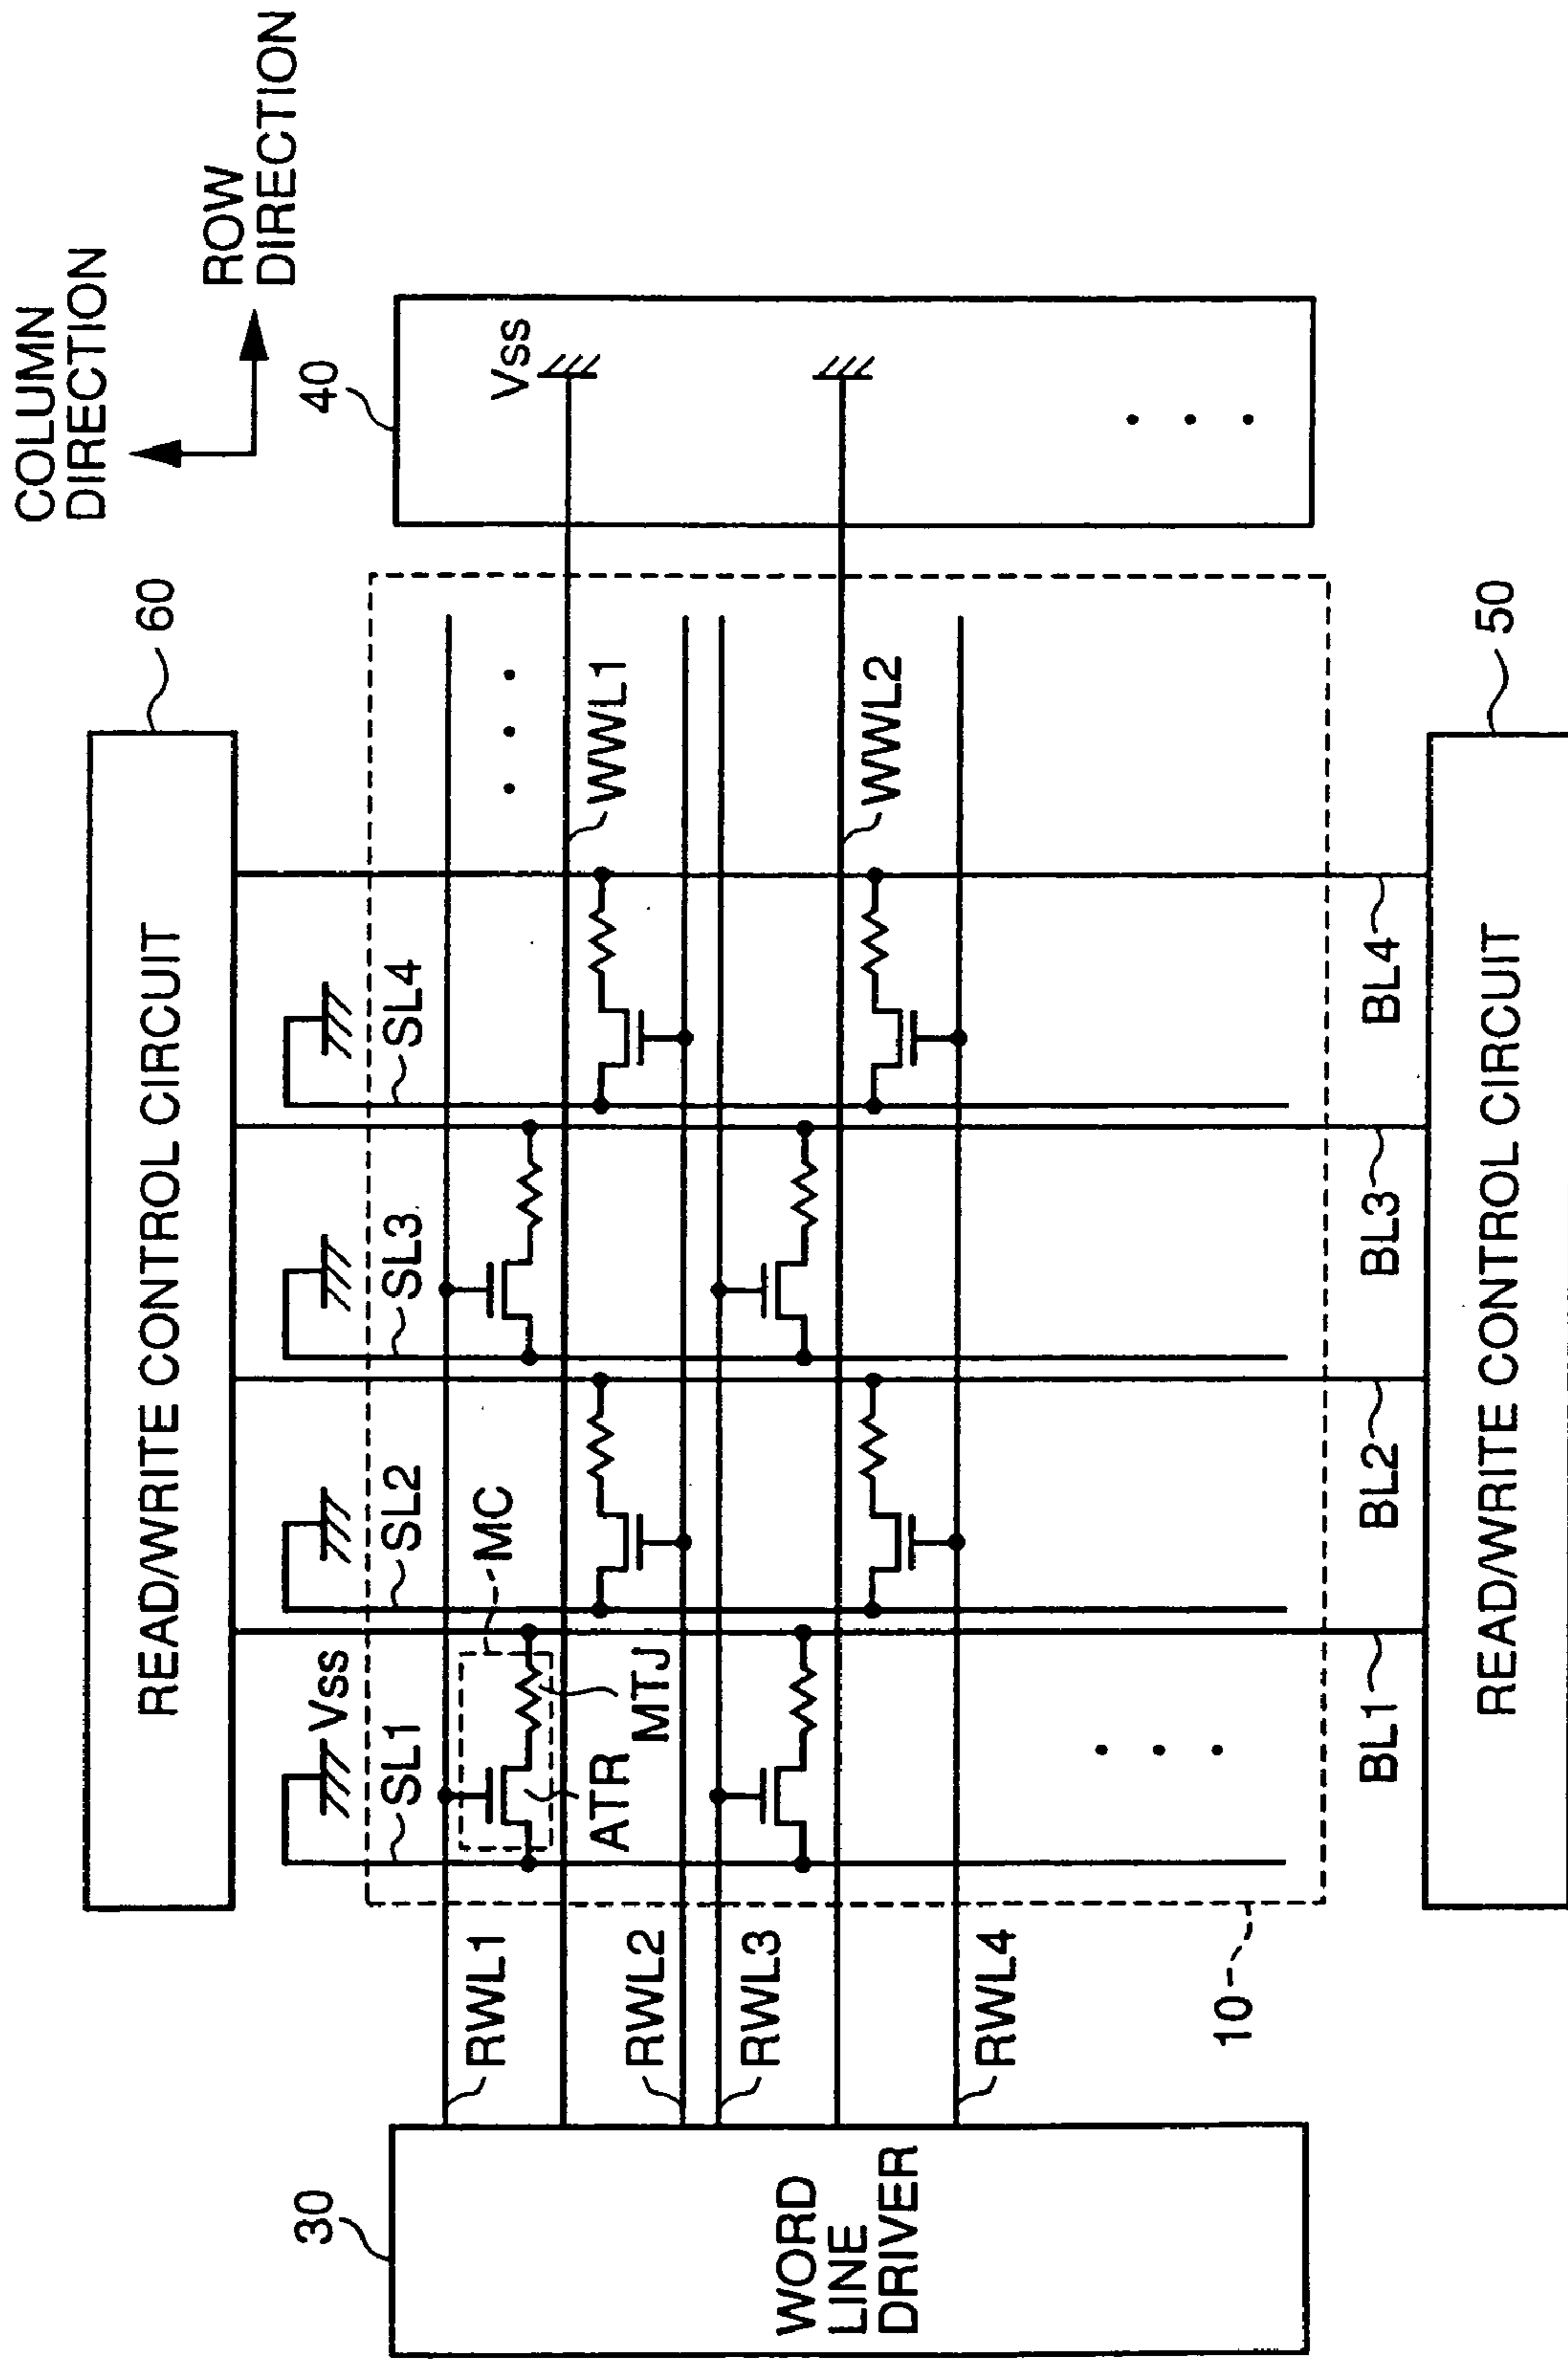 COLUMN
DIRECTION
ROW
DIRECTION
60
READ/WRITE CONTROL CIRCUIT
40
Vss
Vss
SL1
SL2
SL3
SL4
MC
MTJ
ATR
WWL1
WWL2
RWL1
RWL2
RWL3
RWL4
30
WORD
LINE
DRIVER
10
BL1
BL2
BL3
BL4
50
READ/WRITE CONTROL CIRCUIT